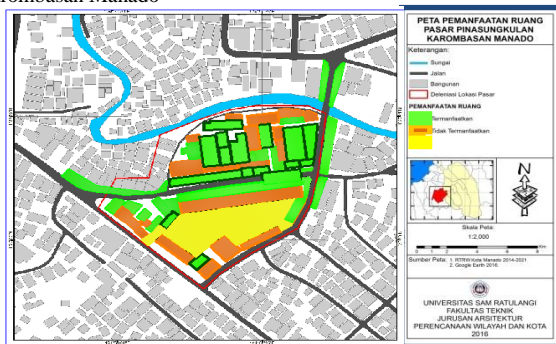 rombasan Manado
PETA PEMANFAATAN RUANG
PASAR PINASUNGKULAN
KAROMBASAN MANADO
Keterangan:
Sungai
Jalan
Bangunan
Deleniasi Lokasi Pasar
PEMANFAATAN RUANG
Termanfaatkan
Tidak Termanfaatkan
N
Skala Peta:
1:2,000
Sumber Peta: 1. RTRW Kota Manado 2014-2021
2. Google Earth 2016
UNIVERSITAS SAM RATULANGI
FAKULTAS TEKNIK
JURUSAN ARSITEKTUR
PERENCANAAN WILAYAH DAN KOTA
2016